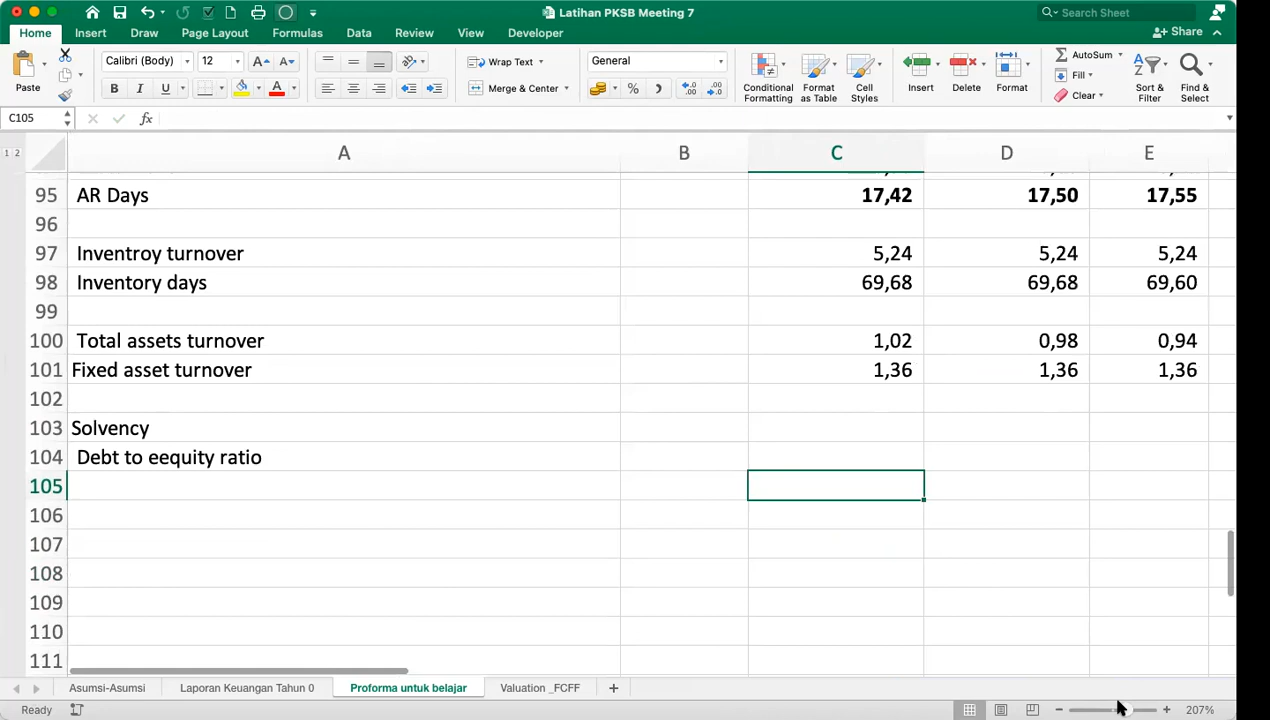 Latihan PKSB Meeting 7
Search Sheet
Home Insert Draw Page Layout Formulas Data Review View Developer
Share
Paste
Calibri (Body) 12
Wrap Text
Merge & Center
General
Conditional Formatting
Format as Table
Cell Styles
Insert
Delete
Format
AutoSum
Fill
Clear
Sort & Filter
Find & Select
C105 fx
1 2 A B C D E
95 AR Days 17,42 17,50 17,55
96
97 Inventroy turnover 5,24 5,24 5,24
98 Inventory days 69,68 69,68 69,60
99
100 Total assets turnover 1,02 0,98 0,94
101 Fixed asset turnover 1,36 1,36 1,36
102
103 Solvency
104 Debt to eequity ratio
105
106
107
108
109
110
111
Asumsi-Asumsi Laporan Keuangan Tahun 0 Proforma untuk belajar Valuation _FCFF
Ready 207%